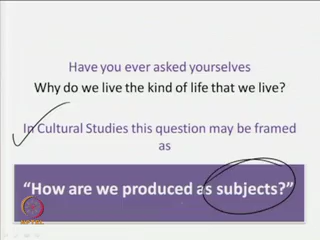 Have you ever asked yourselves
Why do we live the kind of life that we live?
In Cultural Studies this question may be framed
as
“How are we produced as subjects?”